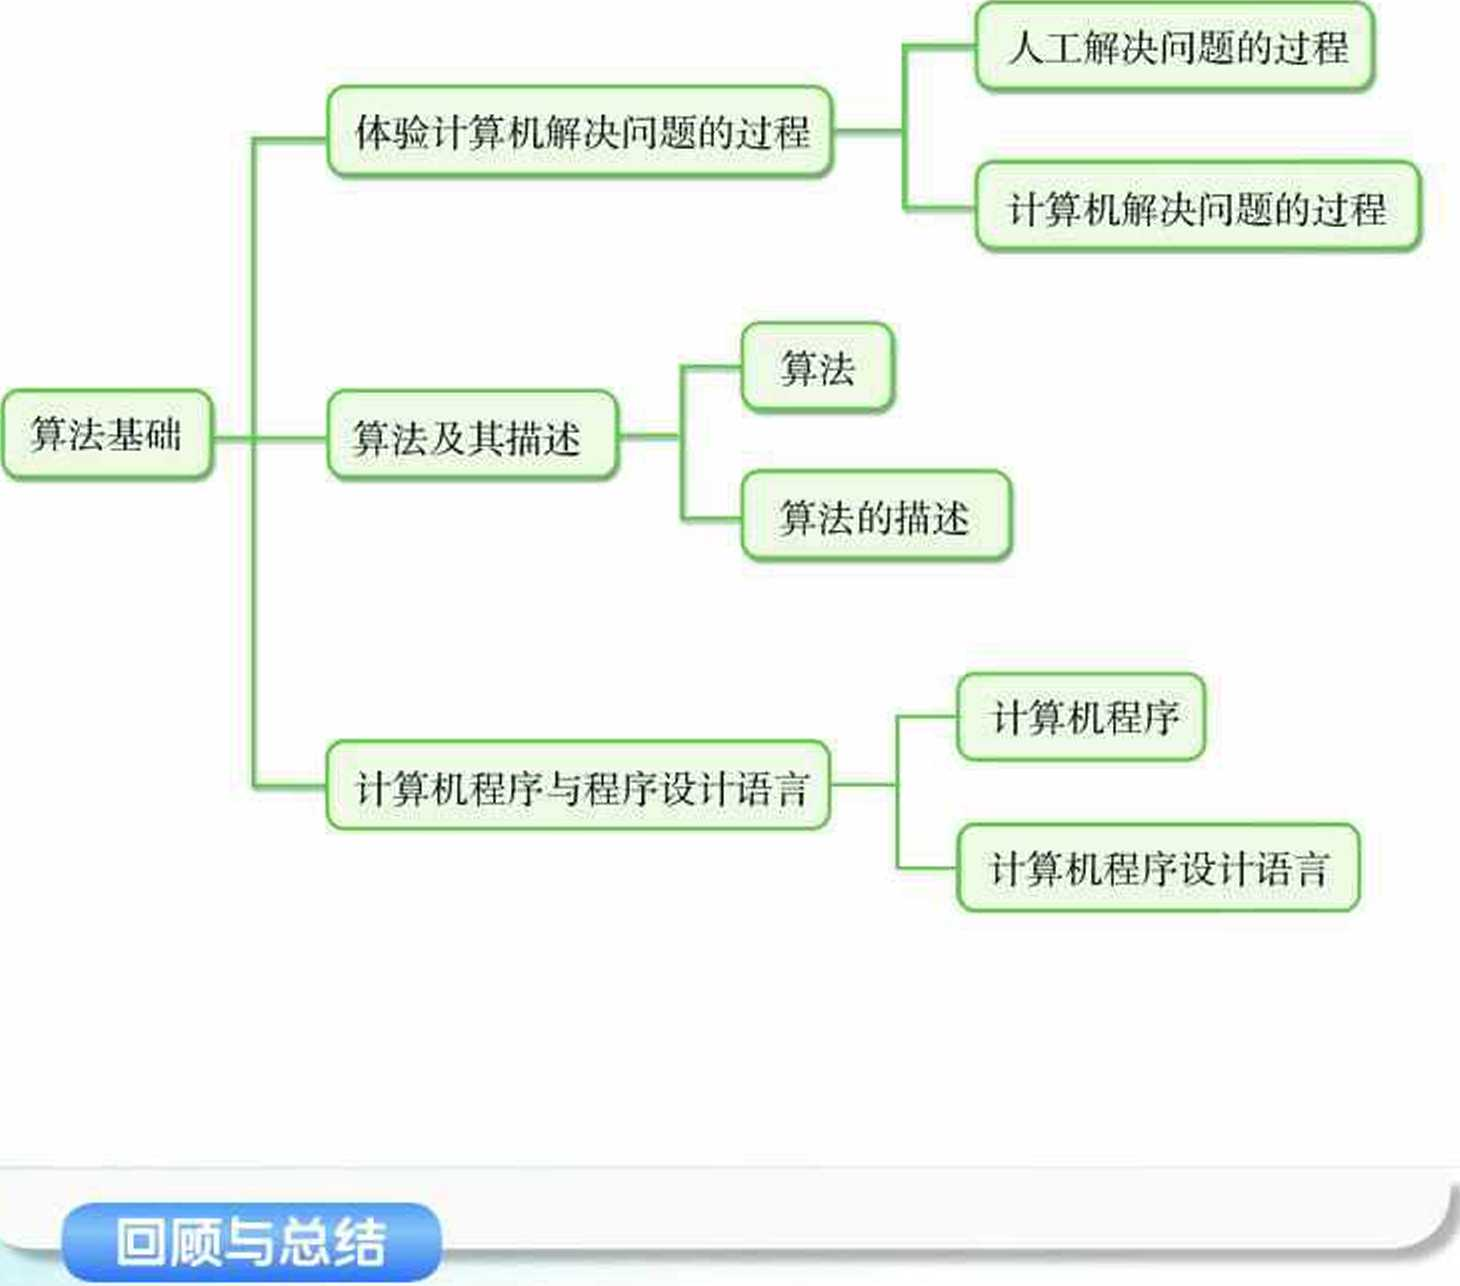 人工解决问题的过程
体验计算机解决问题的过程
计算机解决问题的过程
算法
算法基础
算法及其描述
算法的描述
计算机程序
计算机程序与程序设计语言
计算机程序设计语言
回顾与总结